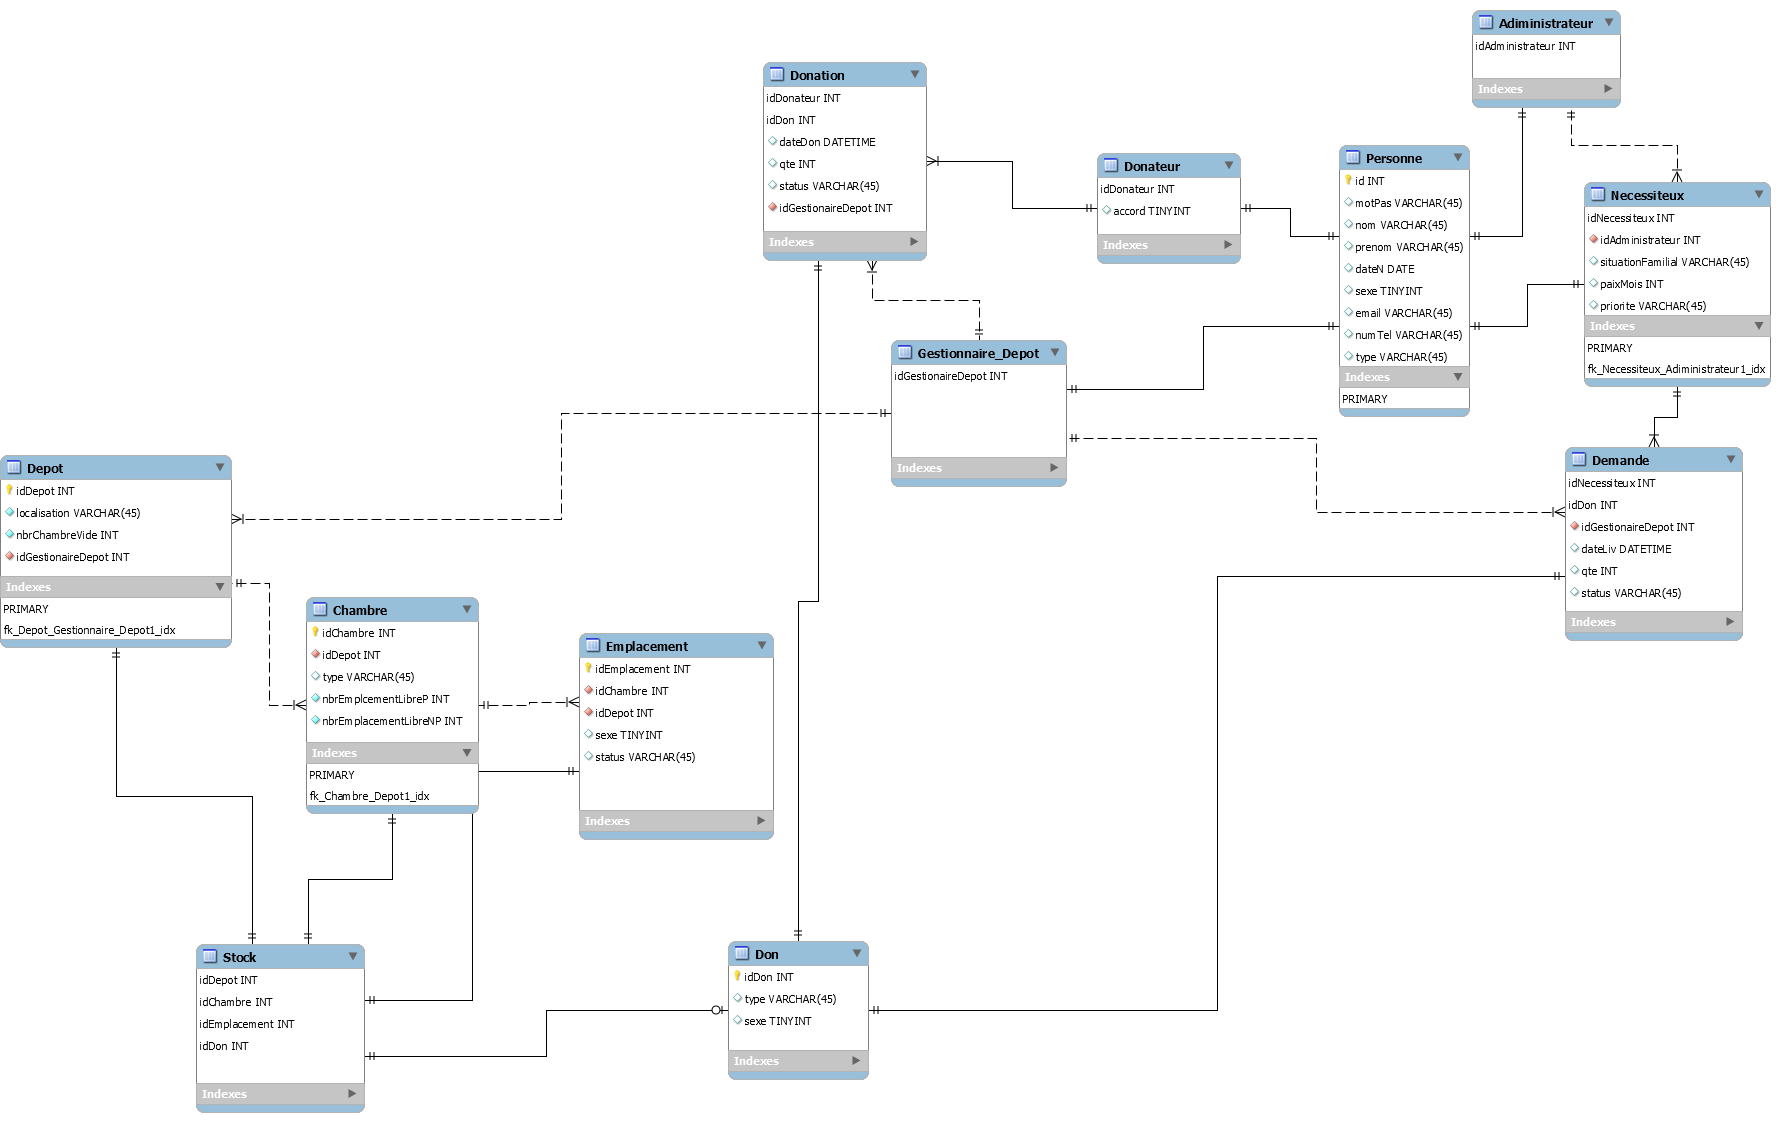 Adiministrateur
idAdministrateur INT
Indexes
Donation
idDonateur INT
idDon INT
dateDon DATETIME
qte INT
status VARCHAR(45)
idGestionaireDepot INT
Indexes
Donateur
idDonateur INT
accord TINYINT
Indexes
Personne
id INT
motPas VARCHAR(45)
nom VARCHAR(45)
prenom VARCHAR(45)
dateN DATE
sexe TINYINT
email VARCHAR(45)
numTel VARCHAR(45)
type VARCHAR(45)
Indexes
PRIMARY
Necessiteux
idNecessiteux INT
idAdministrateur INT
situationFamilial VARCHAR(45)
paixMois INT
priorite VARCHAR(45)
Indexes
PRIMARY
fk_Necessiteux_Adiministrateur1_idx
Gestionnaire_Depot
idGestionaireDepot INT
Indexes
Demande
idNecessiteux INT
idDon INT
idGestionaireDepot INT
dateLiv DATETIME
qte INT
status VARCHAR(45)
Indexes
Depot
idDepot INT
localisation VARCHAR(45)
nbrChambreVide INT
idGestionaireDepot INT
Indexes
PRIMARY
fk_Depot_Gestionnaire_Depot1_idx
Chambre
idChambre INT
idDepot INT
type VARCHAR(45)
nbrEmplcementLibreP INT
nbrEmplacementLibreNP INT
Indexes
PRIMARY
fk_Chambre_Depot1_idx
Emplacement
idEmplacement INT
idChambre INT
idDepot INT
sexe TINYINT
status VARCHAR(45)
Indexes
Stock
idDepot INT
idChambre INT
idEmplacement INT
idDon INT
Indexes
Don
idDon INT
type VARCHAR(45)
sexe TINYINT
Indexes